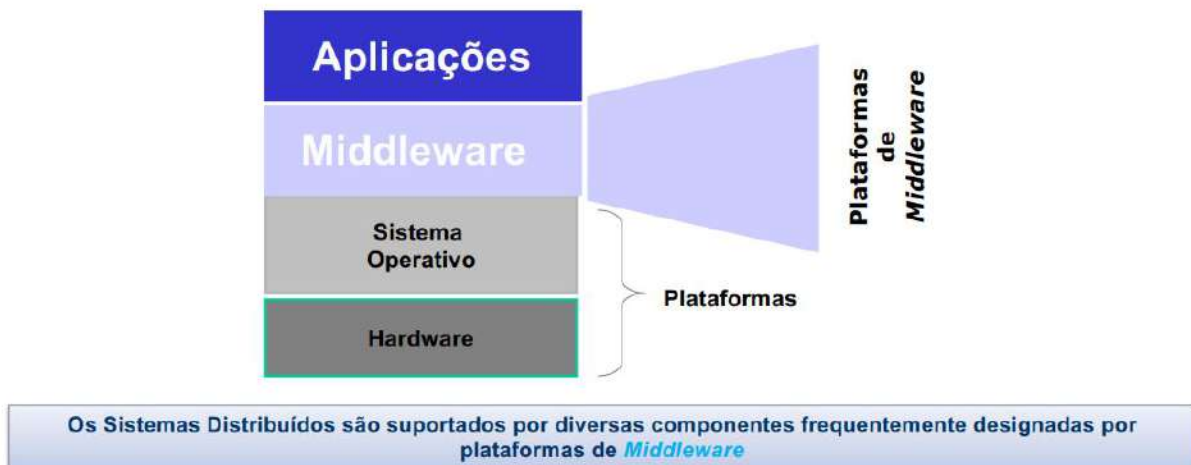 Aplicações
Middleware
Sistema
Operativo
Hardware
Plataformas
Plataformas
de
Middleware
Os Sistemas Distribuídos são suportados por diversas componentes frequentemente designadas por
plataformas de Middleware